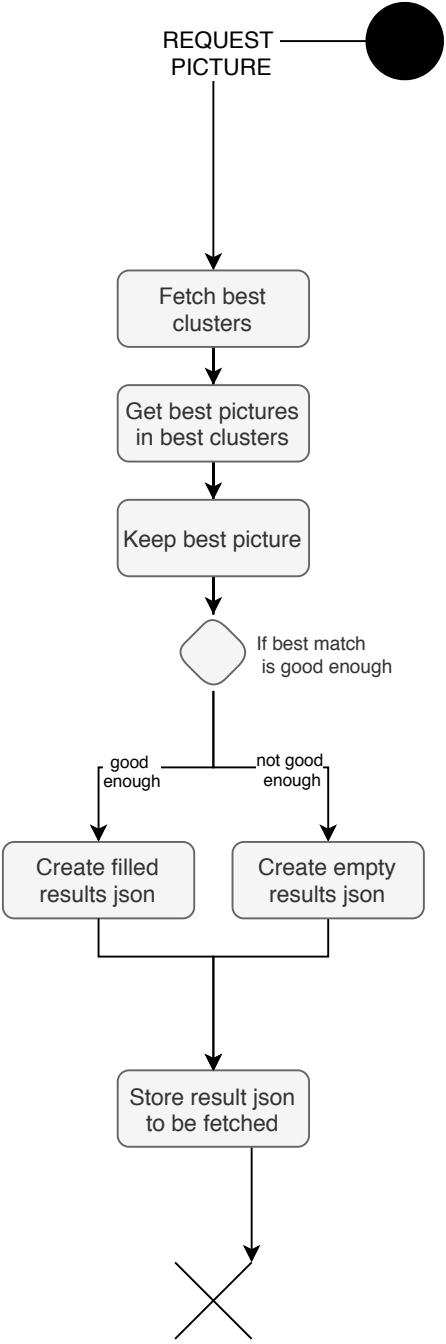 REQUEST
PICTURE
Fetch best
clusters
Get best pictures
in best clusters
Keep best picture
If best match
is good enough
good
enough
not good
enough
Create filled
results json
Create empty
results json
Store result json
to be fetched